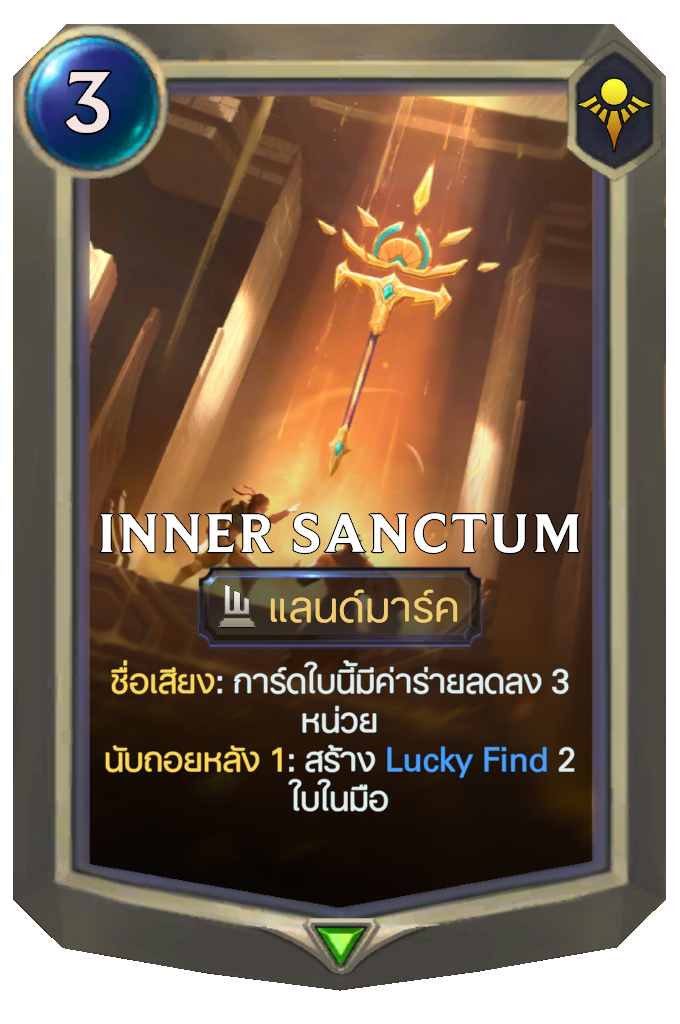 3
INNER SANCTUM
แลนด์มาร์ค
ชื่อเสียง: การ์ดใบนี้มีค่าร่ายลดลง 3
หน่วย
นับถอยหลัง 1: สร้าง Lucky Find 2
ใบในมือ